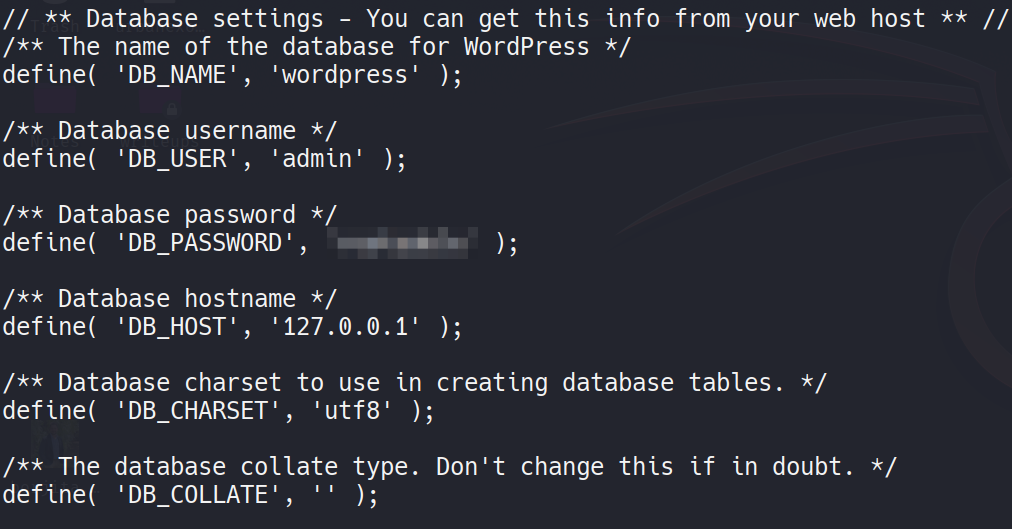 // ** Database settings - You can get this info from your web host ** //
/** The name of the database for WordPress */
define( 'DB_NAME', 'wordpress' );
/** Database username */
define( 'DB_USER', 'admin' );
/** Database password */
define( 'DB_PASSWORD', );
/** Database hostname */
define( 'DB_HOST', '127.0.0.1' );
/** Database charset to use in creating database tables. */
define( 'DB_CHARSET', 'utf8' );
/** The database collate type. Don't change this if in doubt. */
define( 'DB_COLLATE', '' );